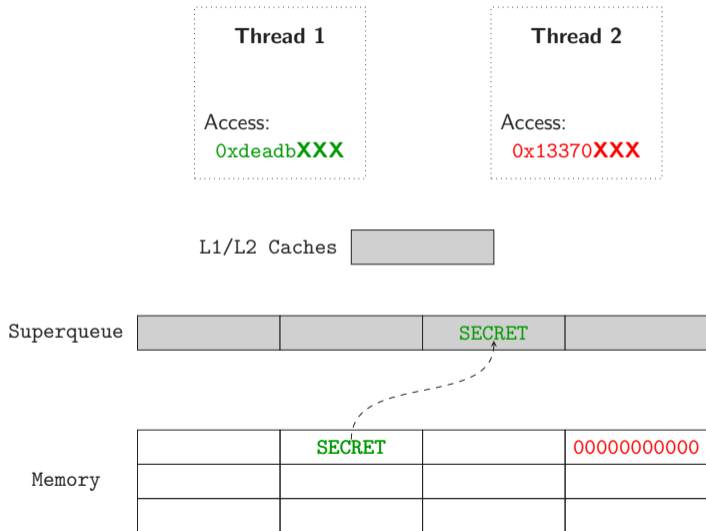 Thread 1
Thread 2
Access:
0xdeadbXXX
Access:
0x13370XXX
L1/L2 Caches
Superqueue
SECRET
SECRET
00000000000
Memory